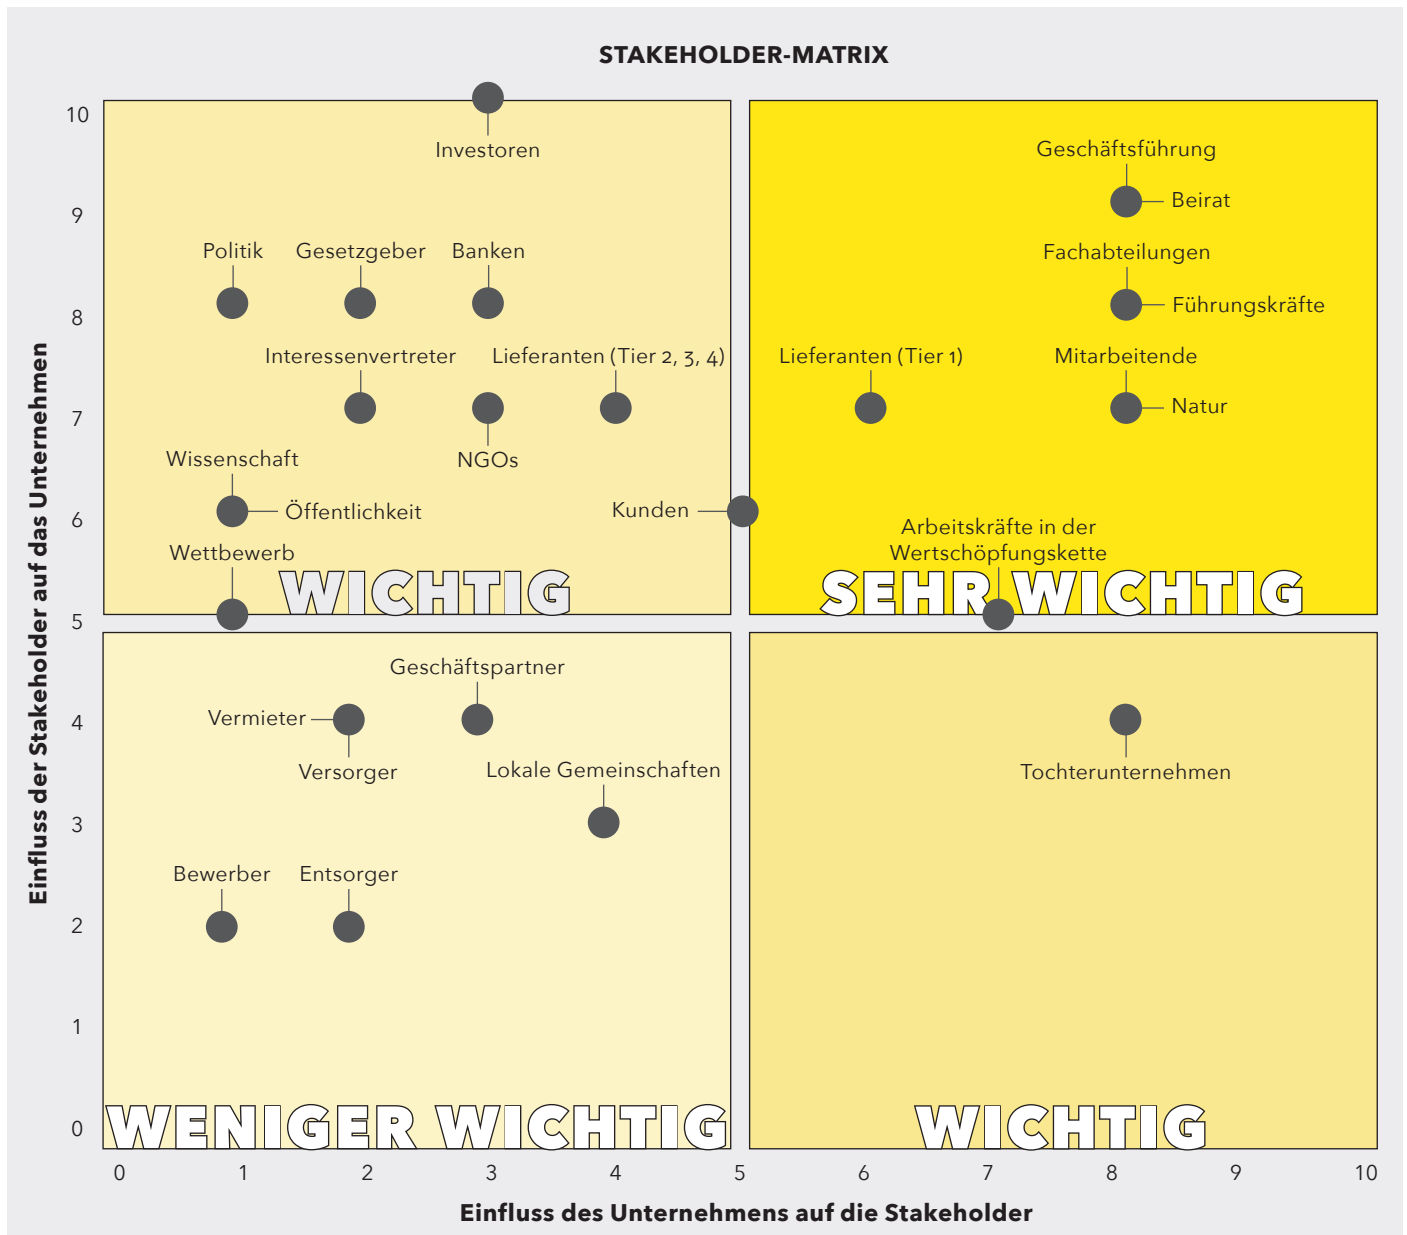 STAKEHOLDER-MATRIX
Einfluss der Stakeholder auf das Unternehmen
10
9
8
7
6
5
4
3
2
1
0
Investoren
Geschäftsführung
Beirat
Politik
Gesetzgeber
Banken
Fachabteilungen
Führungskräfte
Interessenvertreter
Lieferanten (Tier 2, 3, 4)
Lieferanten (Tier 1)
Mitarbeitende
Natur
Wissenschaft
NGOs
Öffentlichkeit
Kunden
Arbeitskräfte in der
Wertschöpfungskette
Wettbewerb
WICHTIG
SEHR WICHTIG
Geschäftspartner
Vermieter
Versorger
Lokale Gemeinschaften
Tochterunternehmen
Bewerber
Entsorger
WENIGER WICHTIG
WICHTIG
0
1
2
3
4
5
6
7
8
9
10
Einfluss des Unternehmens auf die Stakeholder